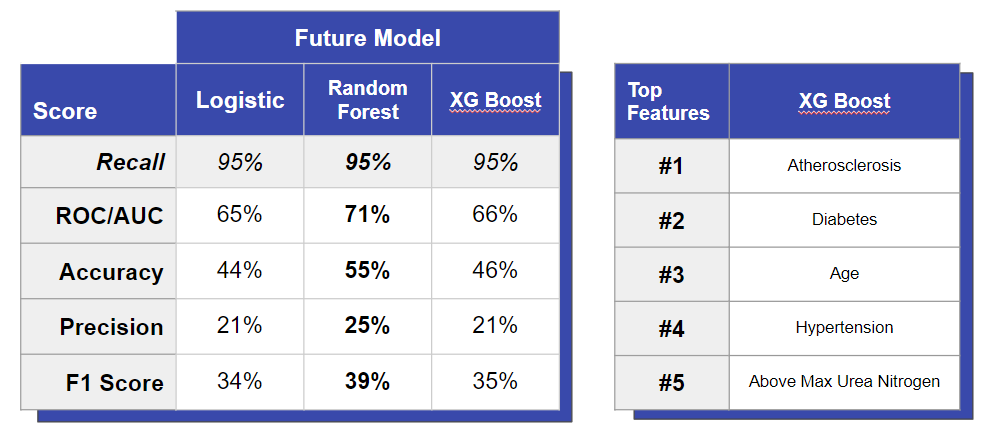 Future Model
Score Logistic Random Forest XG Boost
Recall 95% 95% 95%
ROC/AUC 65% 71% 66%
Accuracy 44% 55% 46%
Precision 21% 25% 21%
F1 Score 34% 39% 35%
Top Features XG Boost
#1 Atherosclerosis
#2 Diabetes
#3 Age
#4 Hypertension
#5 Above Max Urea Nitrogen